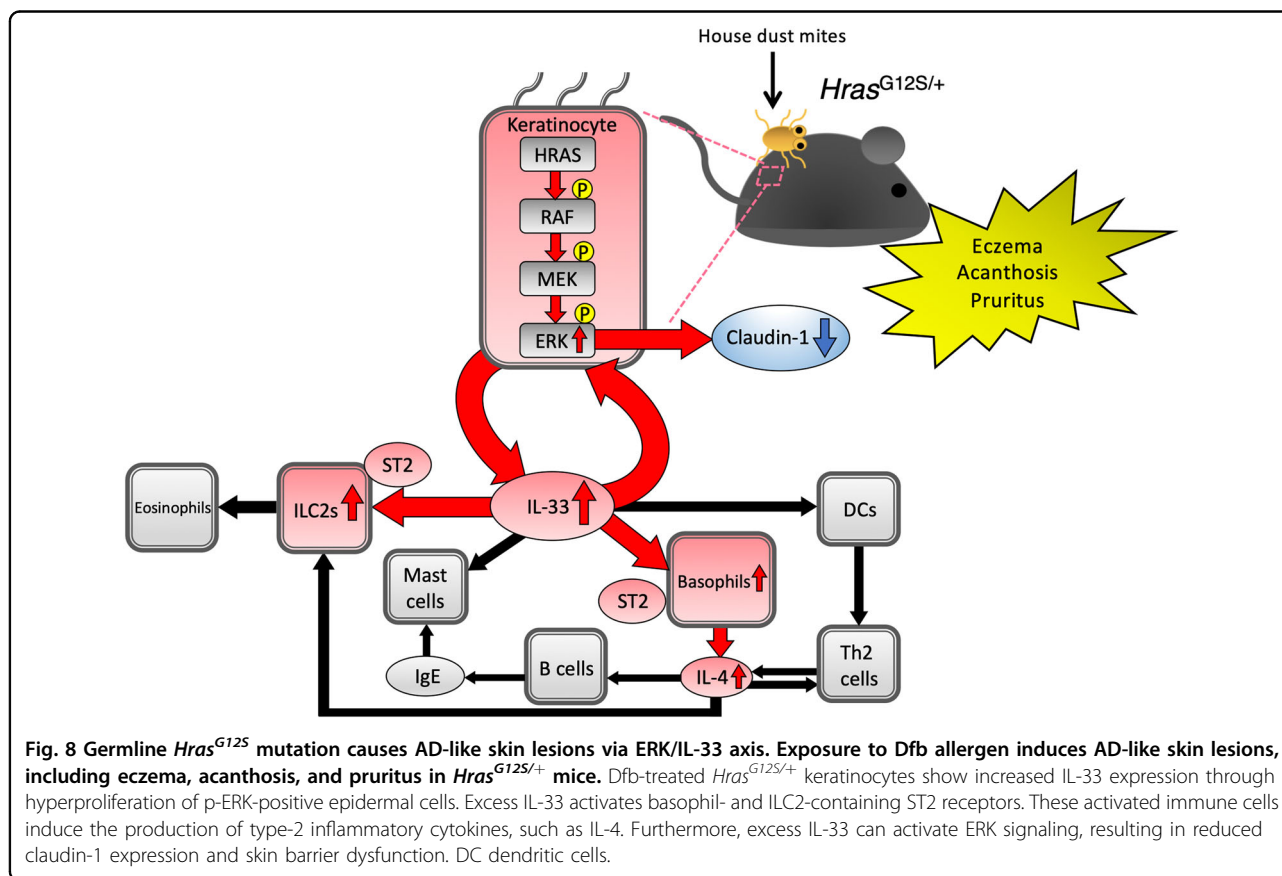 House dust mites
Hras^G12S/+
Keratinocyte
HRAS
P
RAF
P
MEK
P
ERK
Claudin-1
Eczema
Acanthosis
Pruritus
ST2
Eosinophils
ILC2s
IL-33
DCs
Mast
cells
Basophils
ST2
IgE
B cells
IL-4
Th2
cells
Fig. 8 Germline Hras^G12S mutation causes AD-like skin lesions via ERK/IL-33 axis. Exposure to Dfb allergen induces AD-like skin lesions,
including eczema, acanthosis, and pruritus in Hras^G12S/+ mice. Dfb-treated Hras^G12S/+ keratinocytes show increased IL-33 expression through
hyperproliferation of p-ERK-positive epidermal cells. Excess IL-33 activates basophil- and ILC2-containing ST2 receptors. These activated immune cells
induce the production of type-2 inflammatory cytokines, such as IL-4. Furthermore, excess IL-33 can activate ERK signaling, resulting in reduced
claudin-1 expression and skin barrier dysfunction. DC dendritic cells.